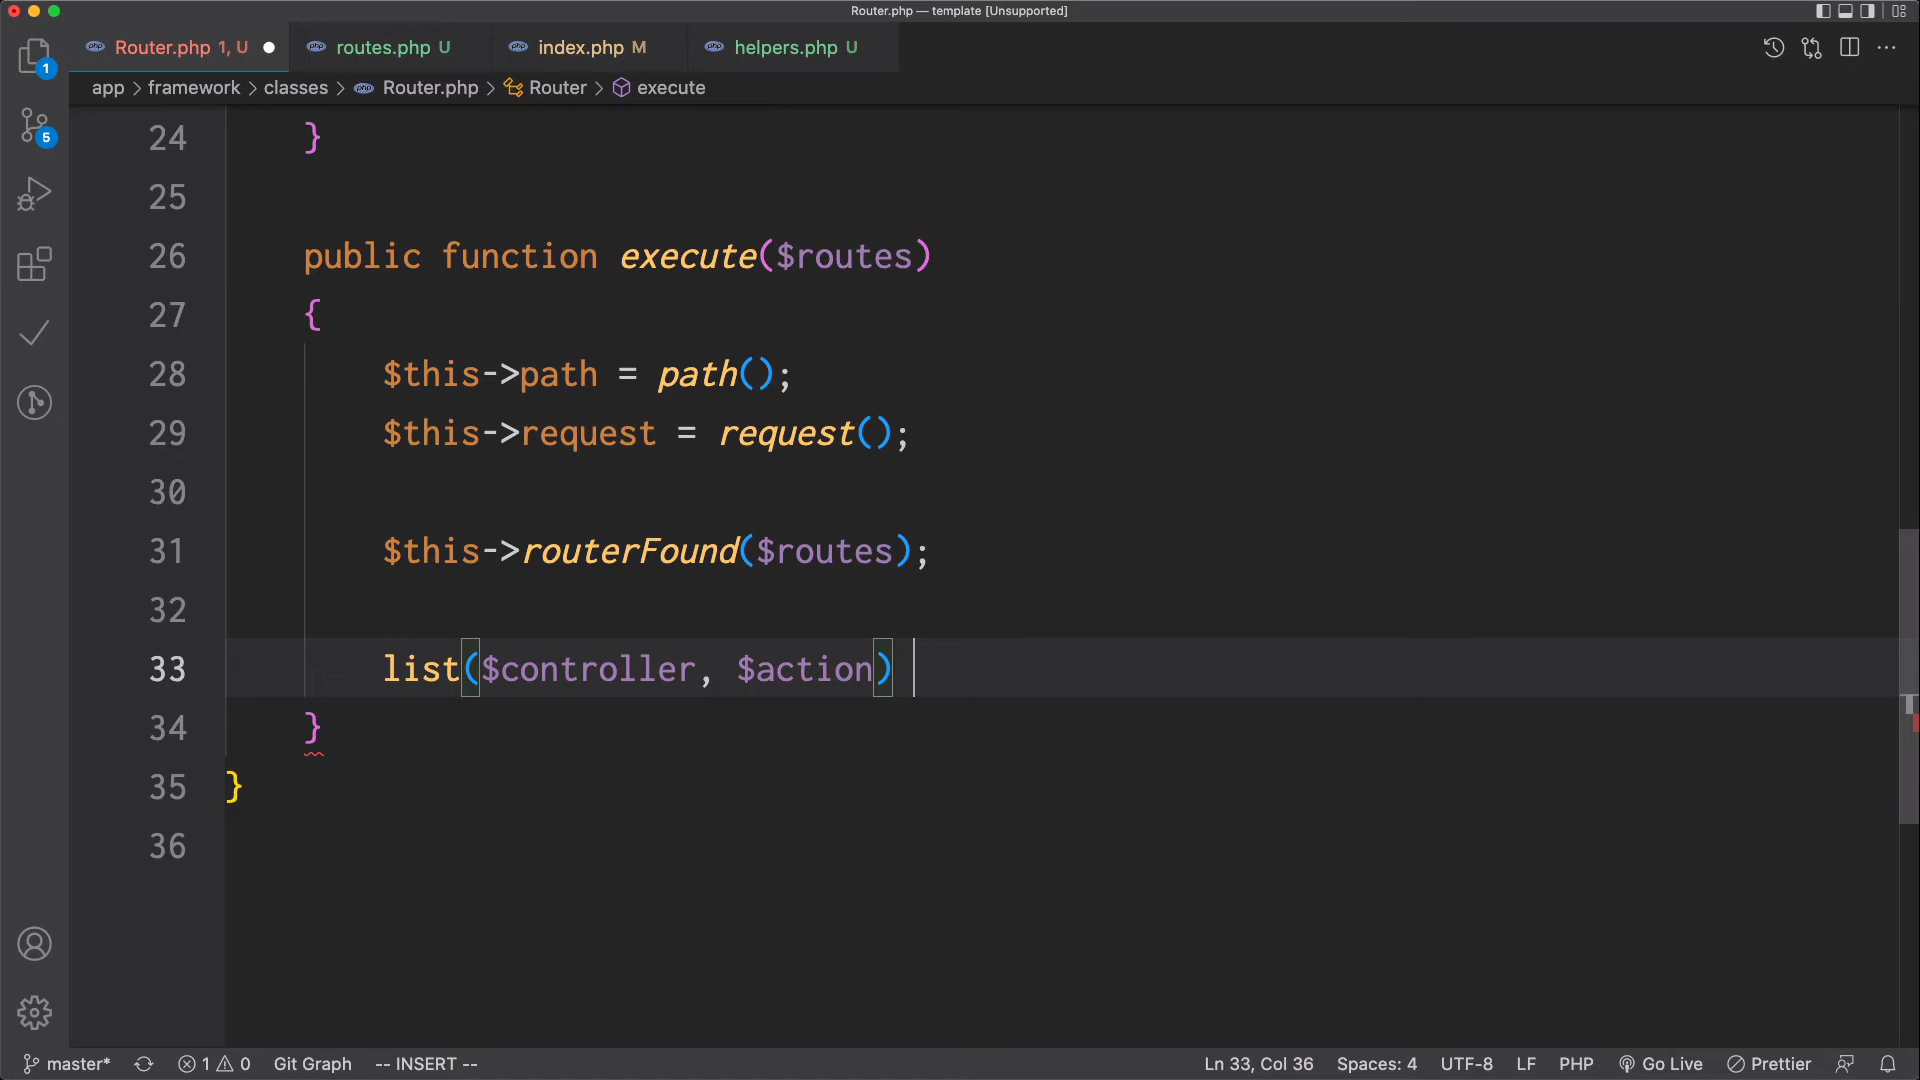 Router.php — template [Unsupported]
Router.php 1, U
routes.php U
index.php M
helpers.php U
app > framework > classes > Router.php > Router > execute
1
5
24 }
25
26 public function execute($routes)
27 {
28 $this->path = path();
29 $this->request = request();
30
31 $this->routerFound($routes);
32
33 list($controller, $action)
34 }
35 }
36
master* 1 0 Git Graph -- INSERT -- Ln 33, Col 36 Spaces: 4 UTF-8 LF PHP Go Live Prettier